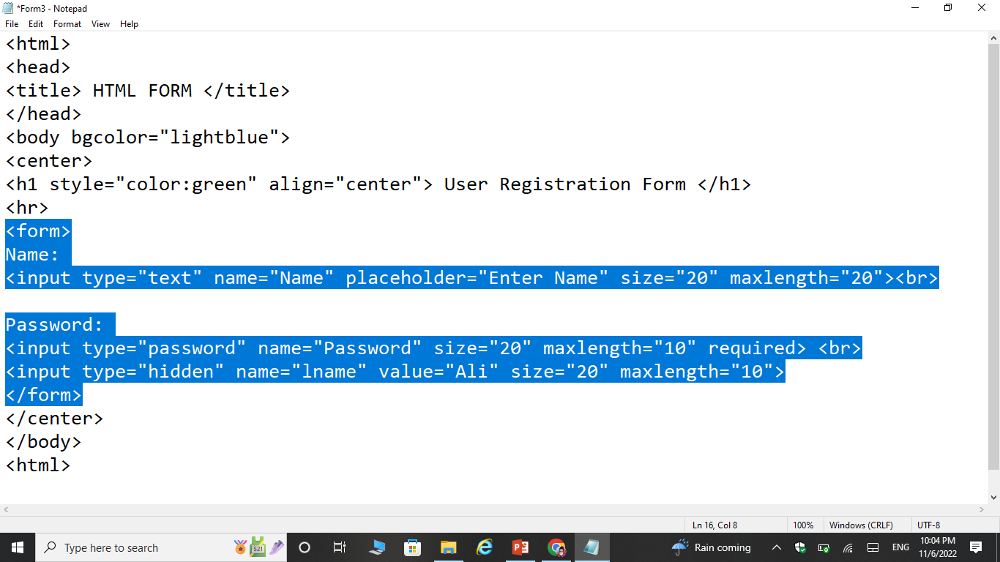 *Form3 - Notepad
File Edit Format View Help
<html>
<head>
<title> HTML FORM </title>
</head>
<body bgcolor="lightblue">
<center>
<h1 style="color:green" align="center"> User Registration Form </h1>
<hr>
<form>
Name:
<input type="text" name="Name" placeholder="Enter Name" size="20" maxlength="20"><br>
Password:
<input type="password" name="Password" size="20" maxlength="10" required> <br>
<input type="hidden" name="lname" value="Ali" size="20" maxlength="10">
</form>
</center>
</body>
<html>
Ln 16, Col 8 100% Windows (CRLF) UTF-8
Type here to search 521 Rain coming ENG 10:04 PM
11/6/2022